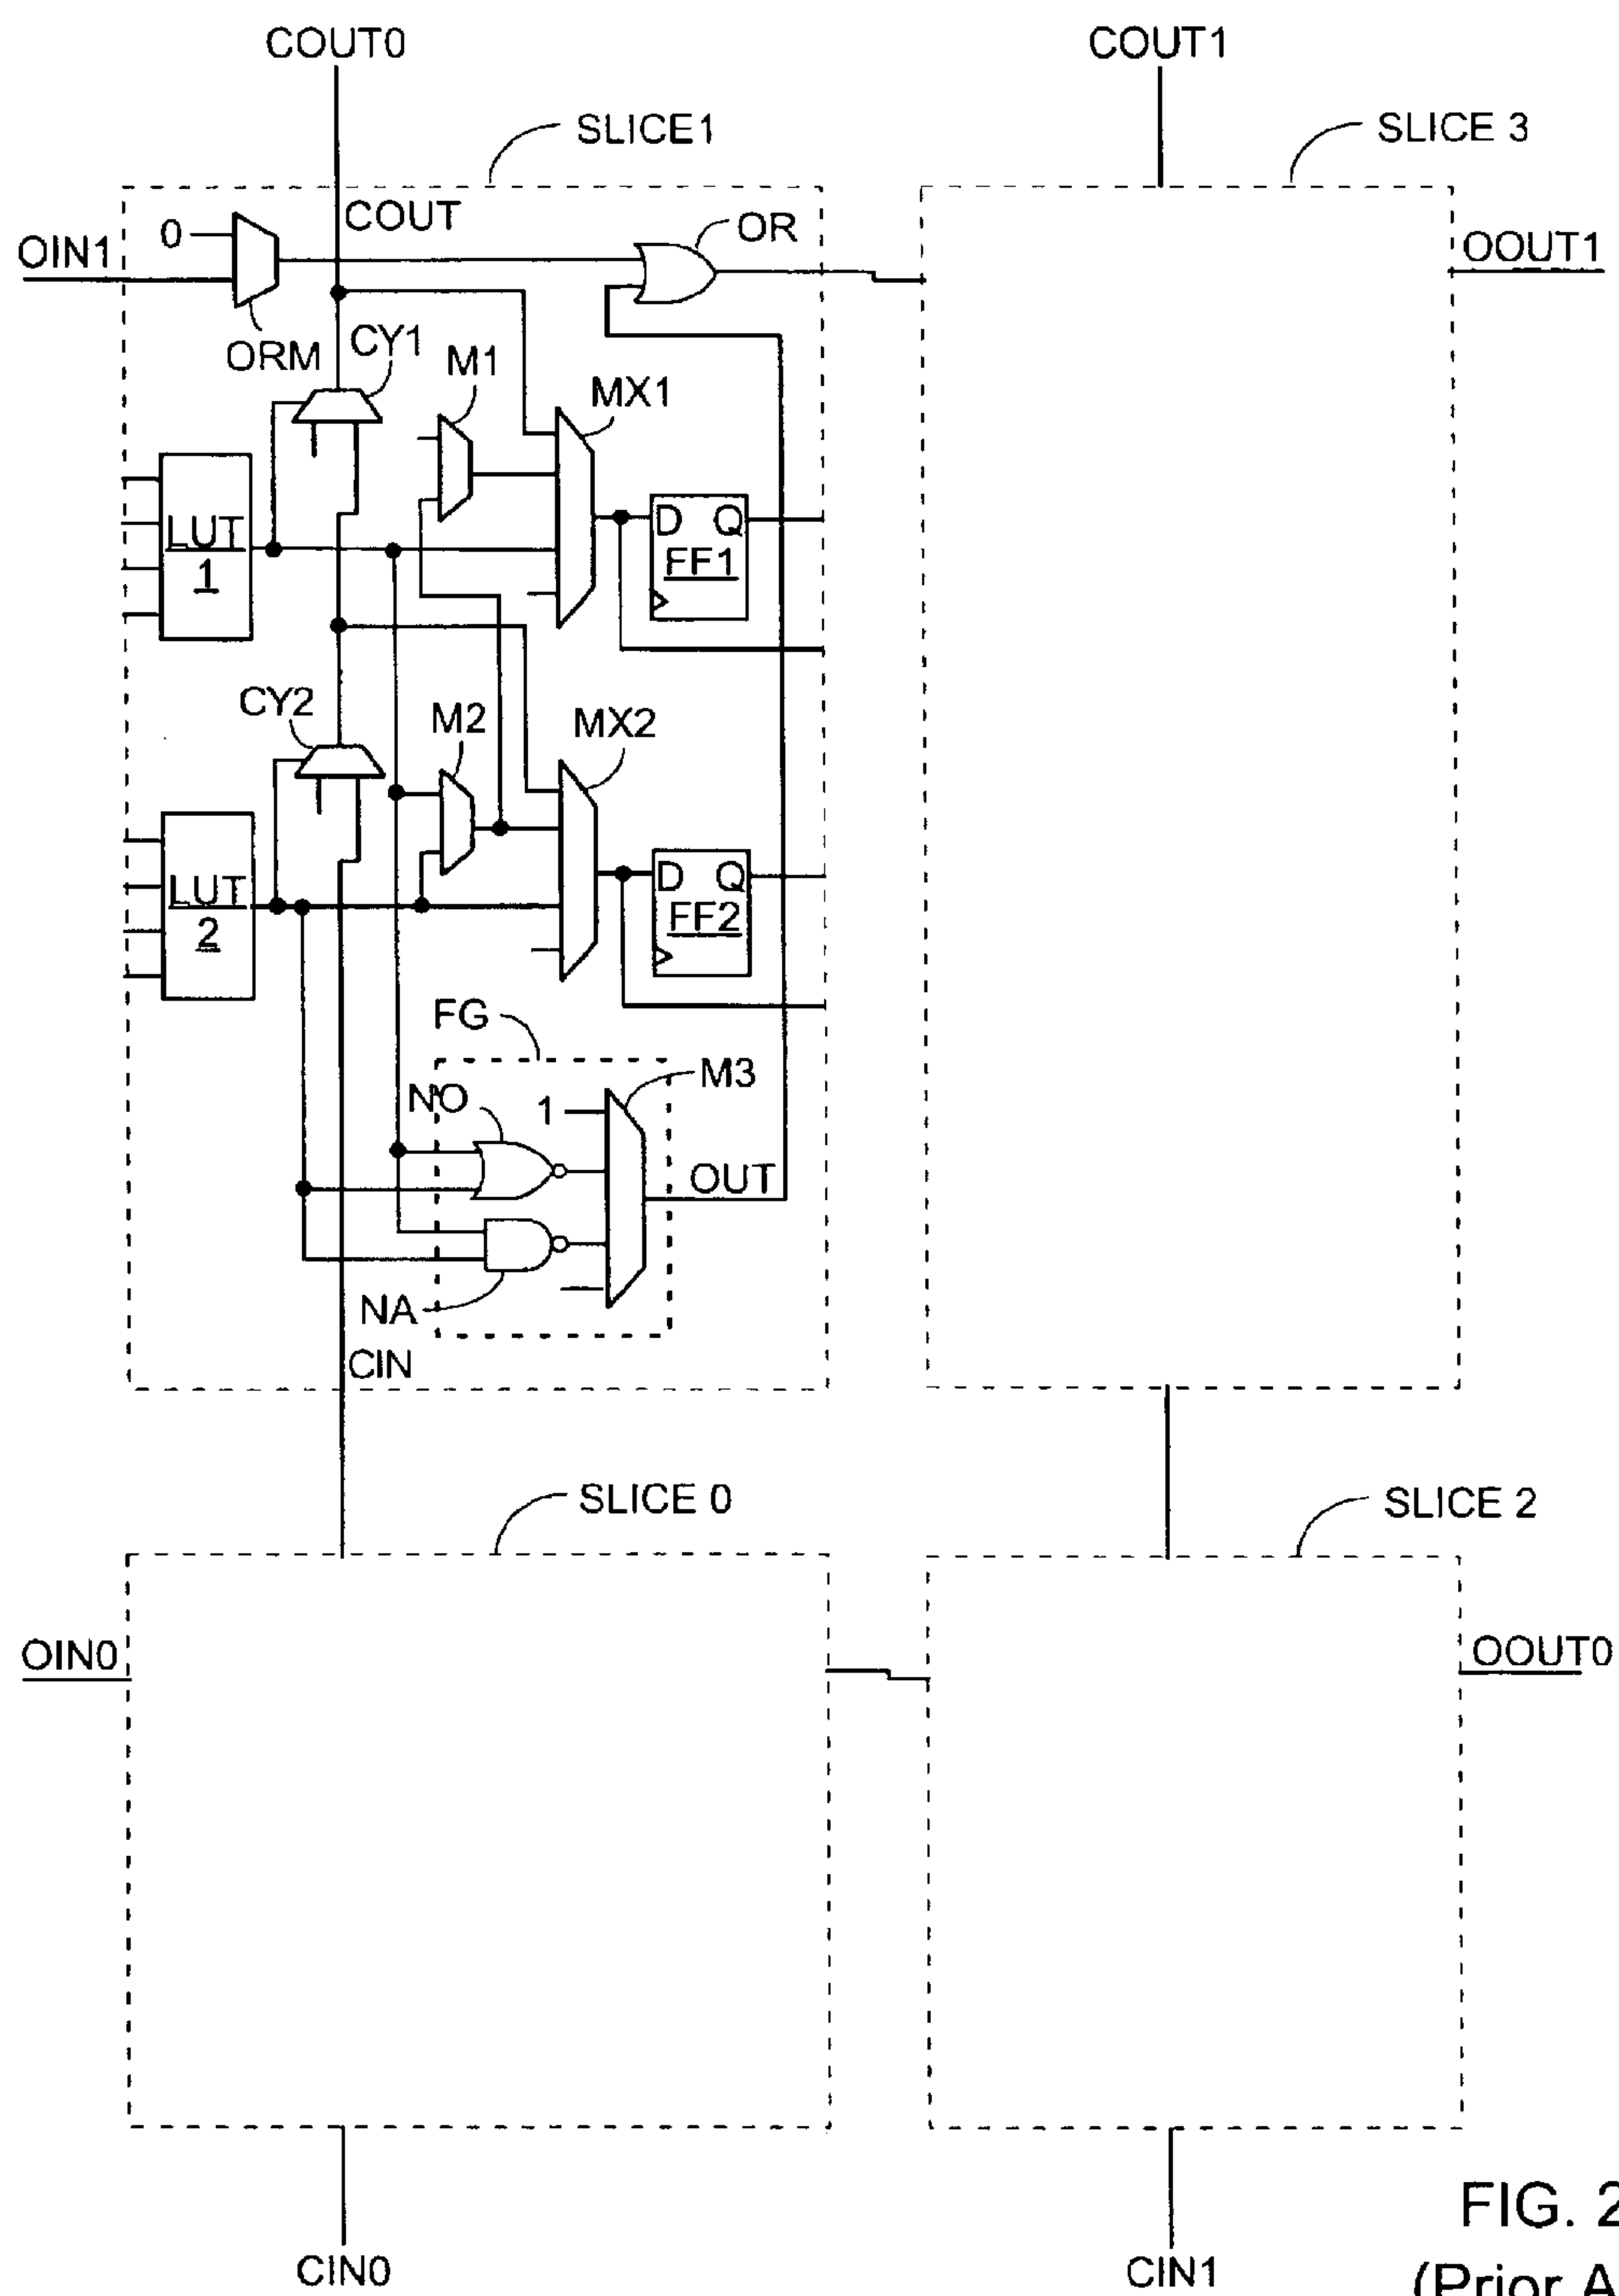 COUT0
COUT1
SLICE1
SLICE 3
COUT
0
OR
OIN1
OOUT1
ORM
CY1
M1
MX1
LUT
1
D Q
FF1
CY2
M2
MX2
LUT
2
D Q
FF2
FG
M3
NO
1
OUT
NA
CIN
SLICE 0
SLICE 2
OIN0
OOUT0
CIN0
CIN1
FIG. 2
(Prior A